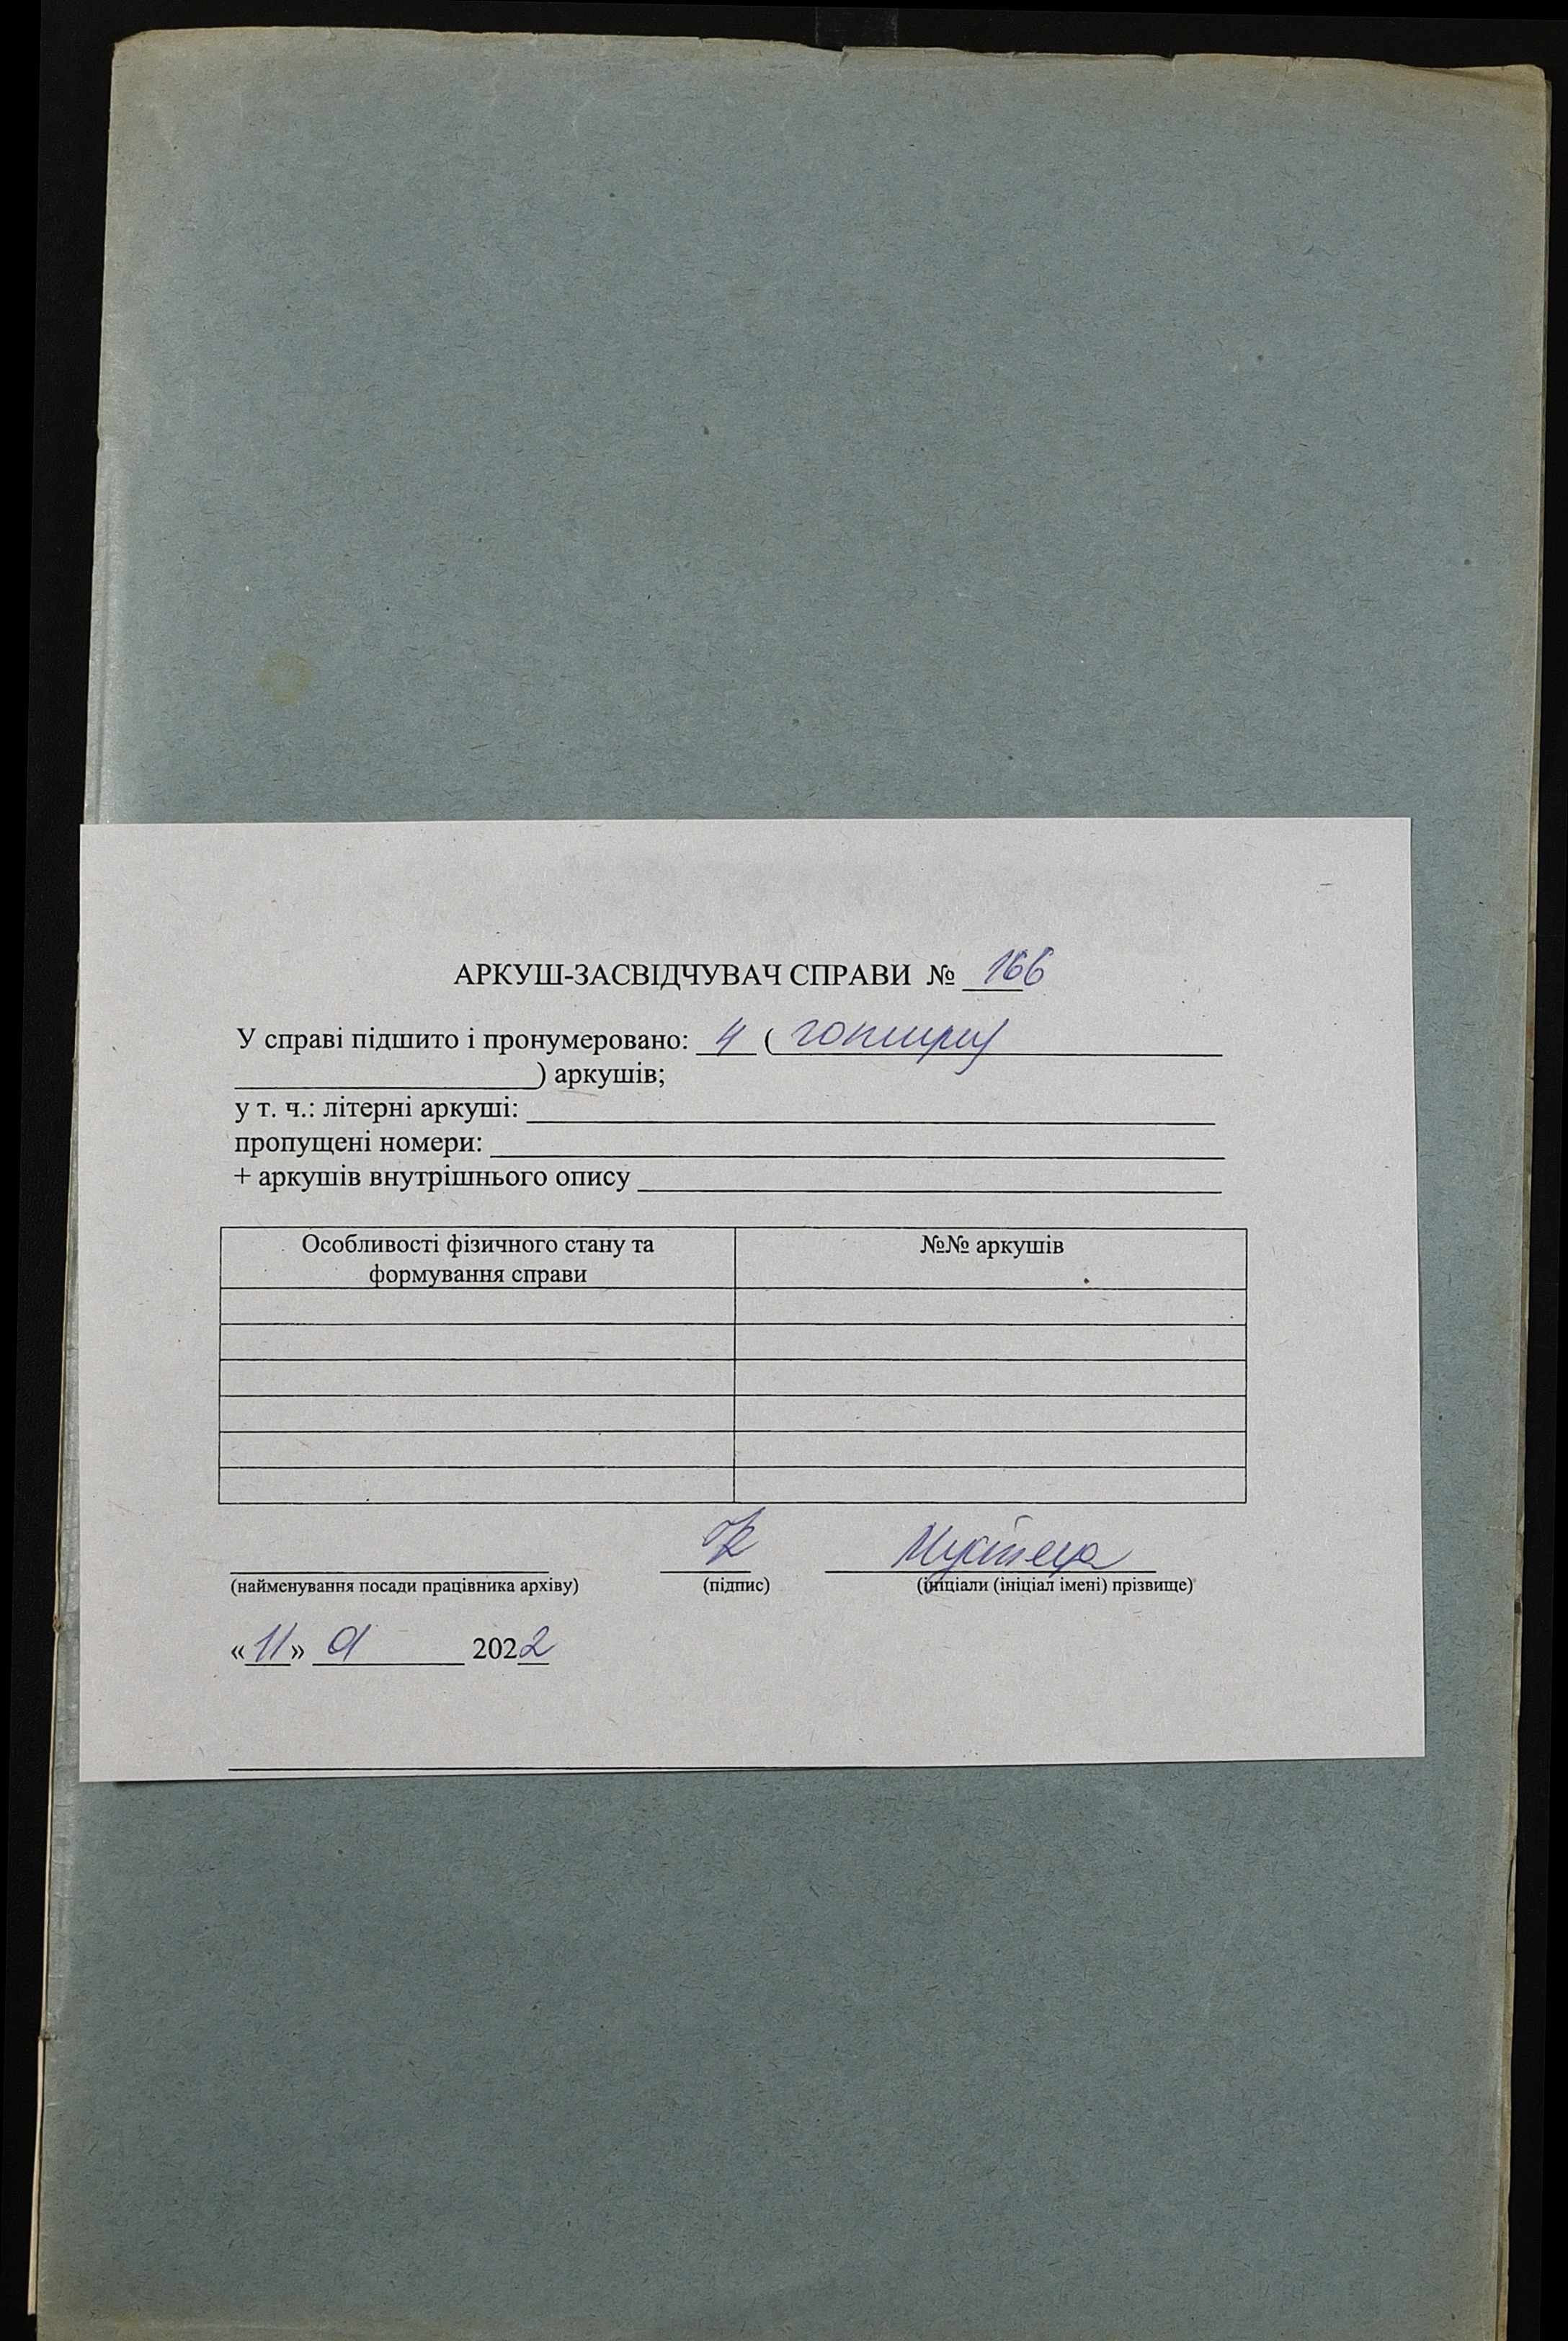 АРКУШ-ЗАСВІДЧУВАЧ СПРАВИ № 166
У справі підшито і пронумеровано: 4 (чотири)
) аркушів;
у т. ч.: літерні аркуші:
пропущені номери:
+ аркушів внутрішнього опису
Особливості фізичного стану та
формування справи
№№ аркушів
(найменування посади працівника архіву)
(підпис)
(ініціали (ініціал імені) прізвище)
«11» 2022